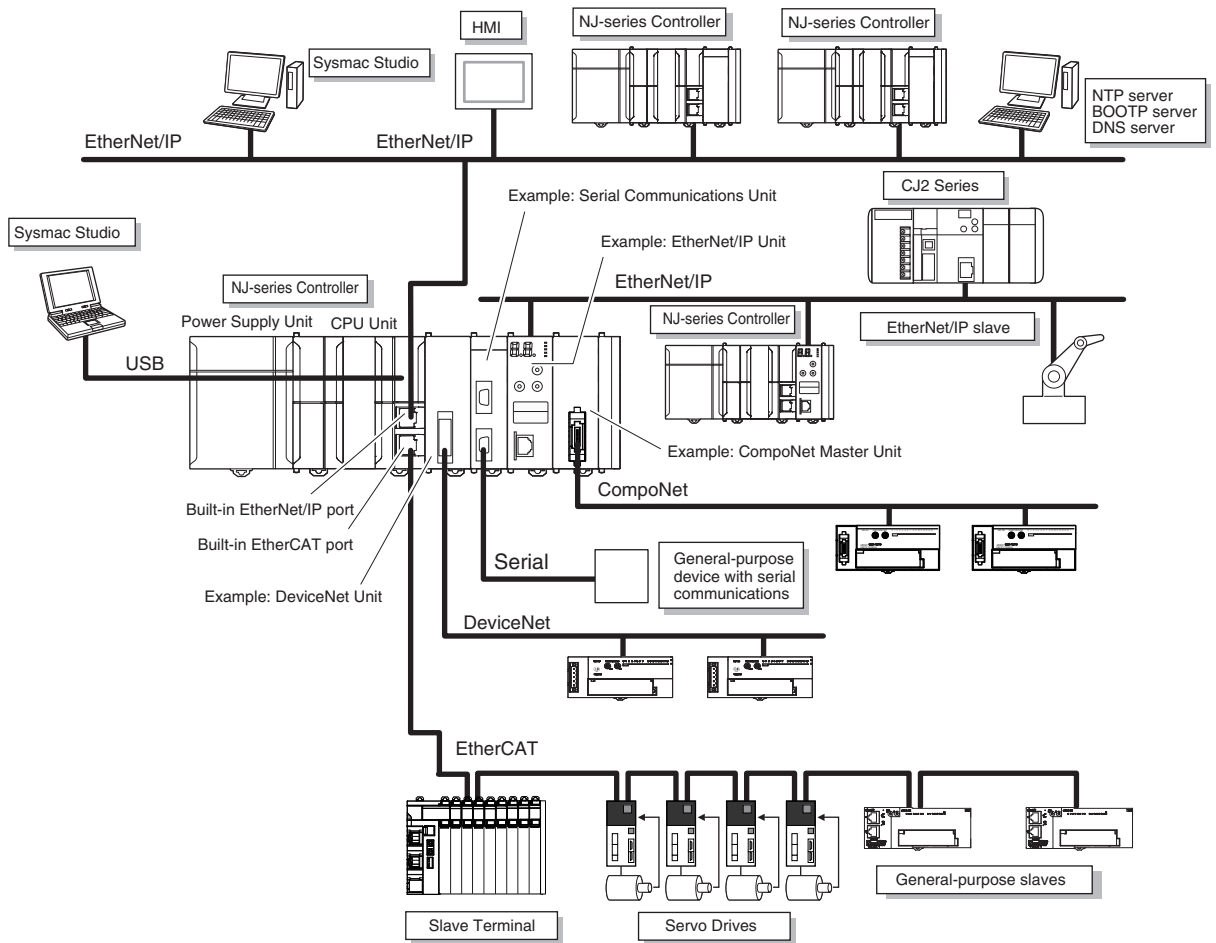 HMI
NJ-series Controller
NJ-series Controller
Sysmac Studio
NTP server
BOOTP server
DNS server
EtherNet/IP
EtherNet/IP
Example: Serial Communications Unit
CJ2 Series
Sysmac Studio
Example: EtherNet/IP Unit
EtherNet/IP
NJ-series Controller
NJ-series Controller
EtherNet/IP slave
Power Supply Unit
CPU Unit
USB
Example: CompoNet Master Unit
CompoNet
Built-in EtherNet/IP port
Built-in EtherCAT port
Serial
General-purpose
device with serial
communications
Example: DeviceNet Unit
DeviceNet
EtherCAT
General-purpose slaves
Slave Terminal
Servo Drives